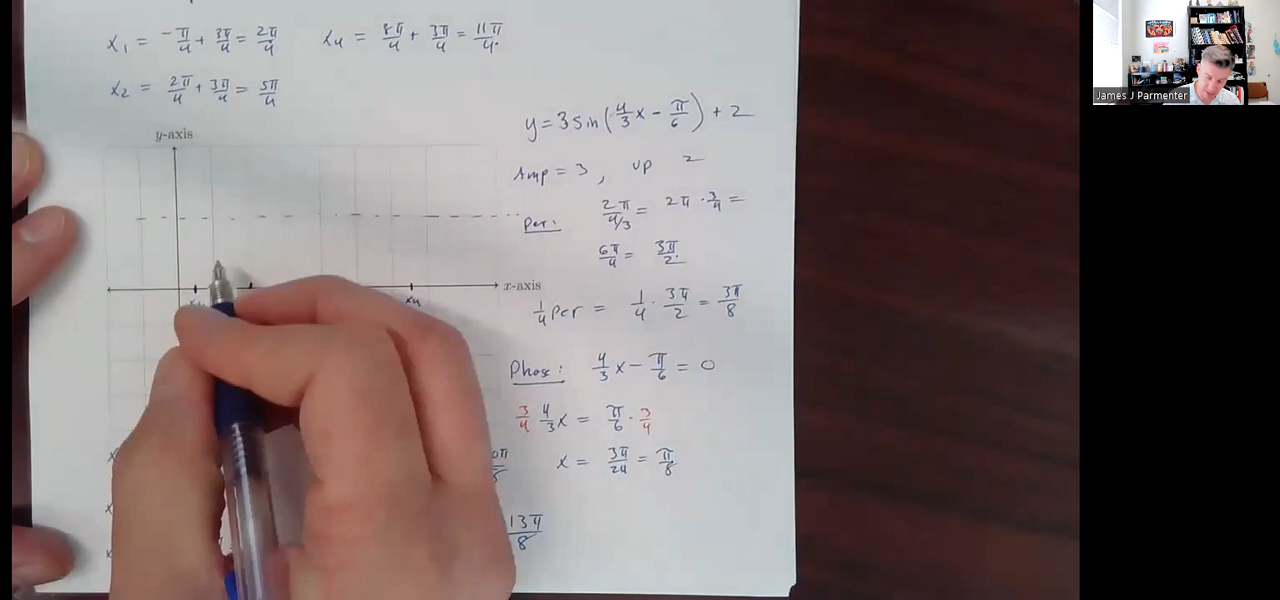 x₁ = -π/4 + 3π/4 = 2π/4
x₄ = 8π/4 + 3π/4 = 11π/4.
x₂ = 2π/4 + 3π/4 = 5π/4
y = 3 sin(4/3 x - π/6) + 2
y-axis
Amp = 3, up 2
Per: 2π/(4/3) = 2π · 3/4 =
6π/4 = 3π/2.
x-axis
x₄
1/4 Per = 1/4 · 3π/2 = 3π/8
Phase: 4/3 x - π/6 = 0
3/4 4/3 x = π/6 · 3/4
x = 3π/24 = π/8
13π/8
James J Parmenter